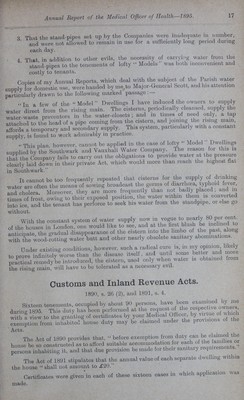 Annual Report of the Medical Officer of Health—1895. 17
3. That the stand-pipes set up by the Companies were inadequate in number,
and were not allowed to remain in use for a sufficiently long period during
each day.
4. That, in addition to other evils, the necessity of carrying water from the
stand-pipes to the tenements of lofty "Models" was both inconvenient and
costly to tenants.
Copies of my Annual Reports, which deal with the subject of the Parish water
supply for domestic use, were handed by me, to Major-General Scott, and his attention
particularly drawn to the following marked passage:—
"In a few of the "Model" Dwellings I have induced the owners to supply
water direct from the rising main. The cisterns, periodically cleansed, supply the
water-waste preventers in the water-closets; and in times of need only, a tap
attached to the head of a pipe coming from the cistern, and joining the rising main,
affords a temporary and secondary supply. This system, particularly with a constant
supply, is found to work admirably in practice.
"This plan, however, cannot be applied in the case of lofty "Model" Dwellings
supplied by the Southwark and Vauxhall Water Company. The reason for this is
that the Company fails to carry out the obligations to provide water at the pressure
clearly laid down in their private Act, which would more than reach the highest flat
in Southwark."
It cannot be too frequently repeated that cisterns for the supply of drinking
water are often the means of setting broadcast the germs of diarrhœa, typhoid fever,
and cholera. Moreover, they are more frequently than not badly placed; and in
times of frost, owing to their exposed position, the water within them is converted
into ice, and the tenant has perforce to seek his water from the standpipe, or else go
without.
With the constant system of water supply now in vogue to nearly 80 per cent.
of the houses in London, one would like to see, and at the first blush be inclined to
anticipate, the gradual disappearance of the cistern into the limbo of the past, along
with the wood-cutting water butt and other nearly obsolete sanitary abominations.
Under existing conditions, however, such a radical cure is, in my opinion, likely
to prove infinitely worse than the disease itself, and until some better and more
practical remedy be introduced, the cistern, used only when water is obtained from
the rising main, will have to be tolerated as a necessary evil.
Customs and Inland Revenue Acts.
1890, s. 26 (2), and 1891, s. 4.
Sixteen tenements, occupied by about 90 persons, have been examined by me
during 1895. This duty has been performed at the request of the respective owners,
with a view to the granting of certificates by your Medical Officer, by virtue of which
exemption from inhabited house duty may be claimed under the provisions of the
Acts.
The Act of 1890 provides that, "before exemption from duty can be claimed the
house be so constructed as to afford suitable accommodation for each of the families or
persons inhabiting it, and that due provision be made for their sanitary requirements."
The Act of 1891 stipulates that the annual value of each separate dwelling within
the house "shall not amount to £20."
Certificates were given in each of these sixteen cases in which application was
made.